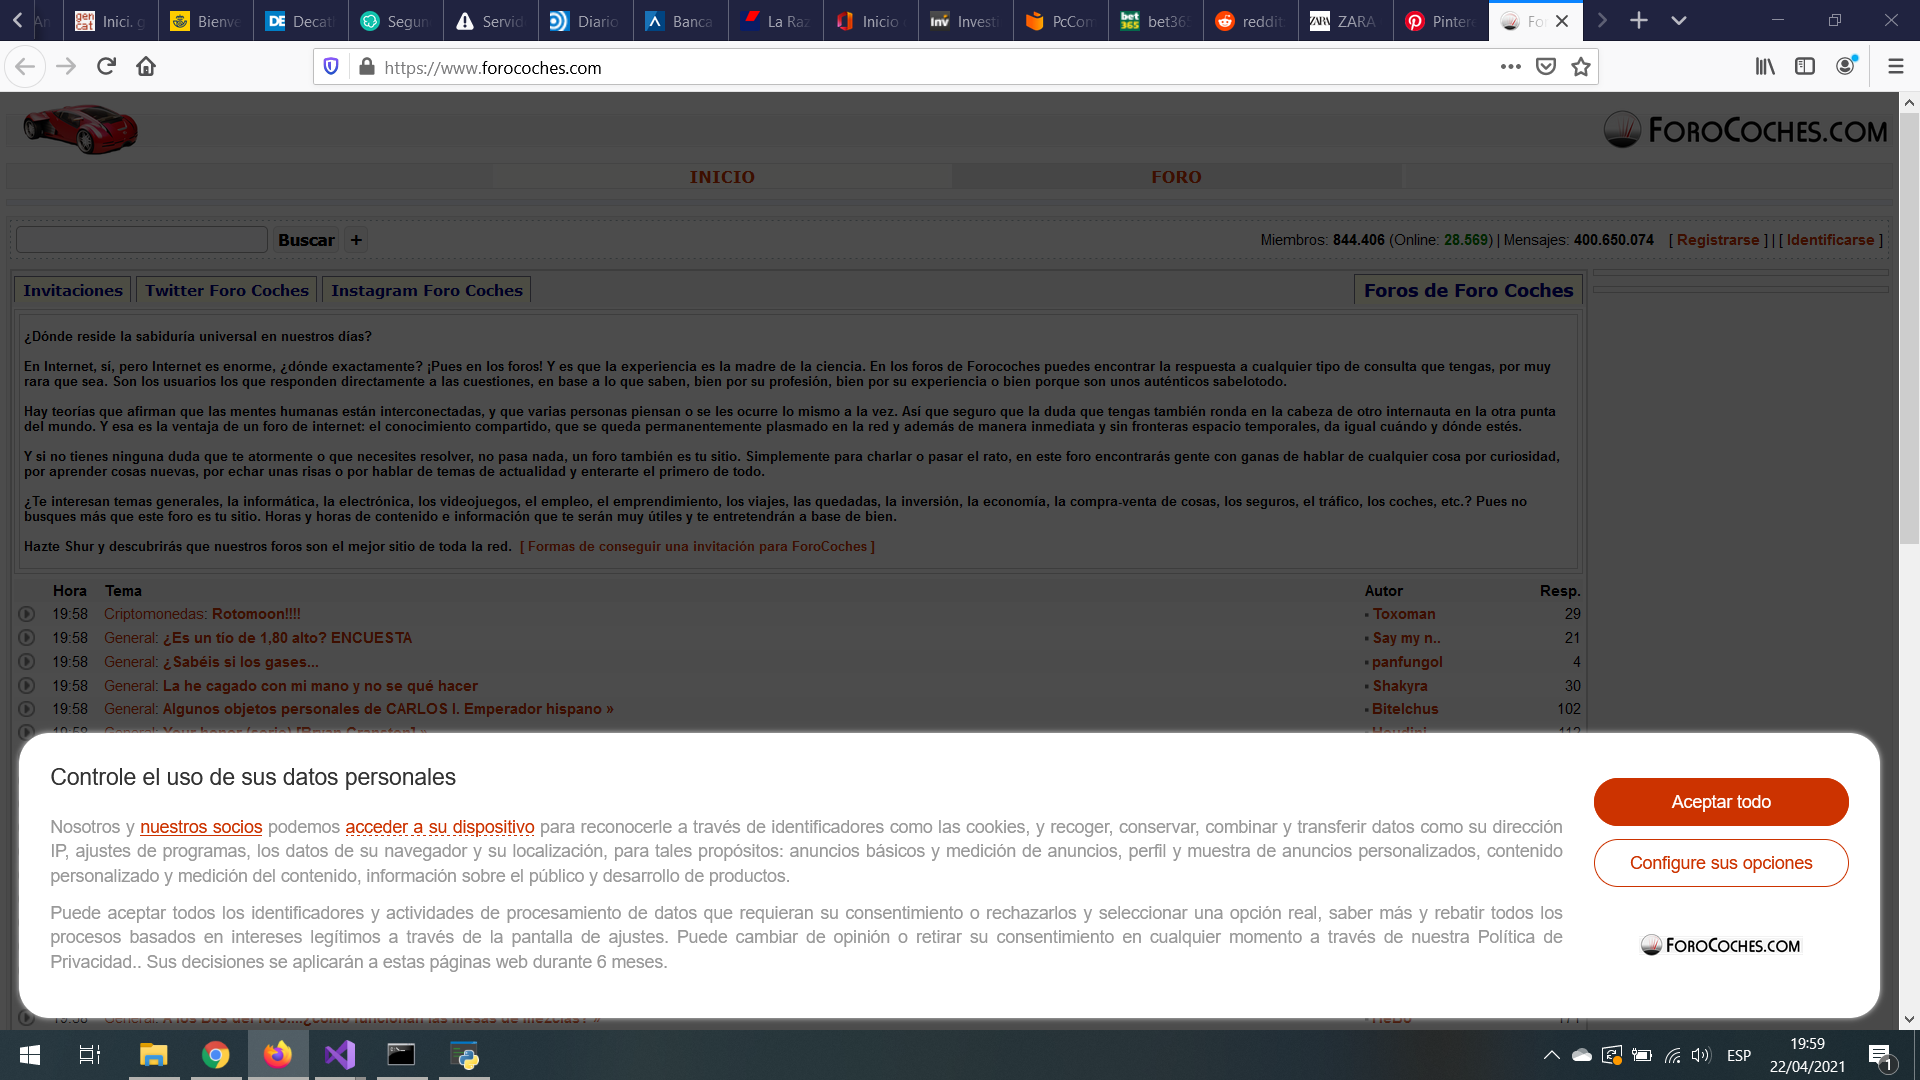 Inici. g
Bienve
Decat
Segun
Servid
Diario
Banca
La Raz
Inicio
Investi
PcCom
bet365
reddit
ZARA
Pinter
https://www.forocoches.com
FOROCOCHES.COM
INICIO
FORO
Buscar
+
Miembros: 844.406 (Online: 28.569) | Mensajes: 400.650.074 [ Registrarse ] | [ Identificarse ]
Invitaciones
Twitter Foro Coches
Instagram Foro Coches
Foros de Foro Coches
¿Dónde reside la sabiduría universal en nuestros días?
En Internet, sí, pero Internet es enorme, ¿dónde exactamente? ¡Pues en los foros! Y es que la experiencia es la madre de la ciencia. En los foros de Forocoches puedes encontrar la respuesta a cualquier tipo de consulta que tengas, por muy
rara que sea. Son los usuarios los que responden directamente a las cuestiones, en base a lo que saben, bien por su profesión, bien por su experiencia o bien porque son unos auténticos sabelotodo.
Hay teorías que afirman que las mentes humanas están interconectadas, y que varias personas piensan o se les ocurre lo mismo a la vez. Así que seguro que la duda que tengas también ronda en la cabeza de otro internauta en la otra punta
del mundo. Y esa es la ventaja de un foro de internet: el conocimiento compartido, que se queda permanentemente plasmado en la red y además de manera inmediata y sin fronteras espacio temporales, da igual cuándo y dónde estés.
Y si no tienes ninguna duda que te atormente o que necesites resolver, no pasa nada, un foro también es tu sitio. Simplemente para charlar o pasar el rato, en este foro encontrarás gente con ganas de hablar de cualquier cosa por curiosidad,
por aprender cosas nuevas, por echar unas risas o por hablar de temas de actualidad y enterarte el primero de todo.
¿Te interesan temas generales, la informática, la electrónica, los videojuegos, el empleo, el emprendimiento, los viajes, las quedadas, la inversión, la economía, la compra-venta de cosas, los seguros, el tráfico, los coches, etc.? Pues no
busques más que este foro es tu sitio. Horas y horas de contenido e información que te serán muy útiles y te entretendrán a base de bien.
Hazte Shur y descubrirás que nuestros foros son el mejor sitio de toda la red. [ Formas de conseguir una invitación para ForoCoches ]
Hora Tema Autor Resp.
19:58 Criptomonedas: Rotomoon!!!! Toxoman 29
19:58 General: ¿Es un tío de 1,80 alto? ENCUESTA Say my n.. 21
19:58 General: ¿Sabéis si los gases... panfungol 4
19:58 General: La he cagado con mi mano y no se qué hacer Shakyra 30
19:58 General: Algunos objetos personales de CARLOS I. Emperador hispano » Bitelchus 102
Controle el uso de sus datos personales
Nosotros y nuestros socios podemos acceder a su dispositivo para reconocerle a través de identificadores como las cookies, y recoger, conservar, combinar y transferir datos como su dirección
IP, ajustes de programas, los datos de su navegador y su localización, para tales propósitos: anuncios básicos y medición de anuncios, perfil y muestra de anuncios personalizados, contenido
personalizado y medición del contenido, información sobre el público y desarrollo de productos.
Puede aceptar todos los identificadores y actividades de procesamiento de datos que requieran su consentimiento o rechazarlos y seleccionar una opción real, saber más y rebatir todos los
procesos basados en intereses legítimos a través de la pantalla de ajustes. Puede cambiar de opinión o retirar su consentimiento en cualquier momento a través de nuestra Política de
Privacidad.. Sus decisiones se aplicarán a estas páginas web durante 6 meses.
Aceptar todo
Configure sus opciones
FOROCOCHES.COM
ESP
19:59
22/04/2021
1